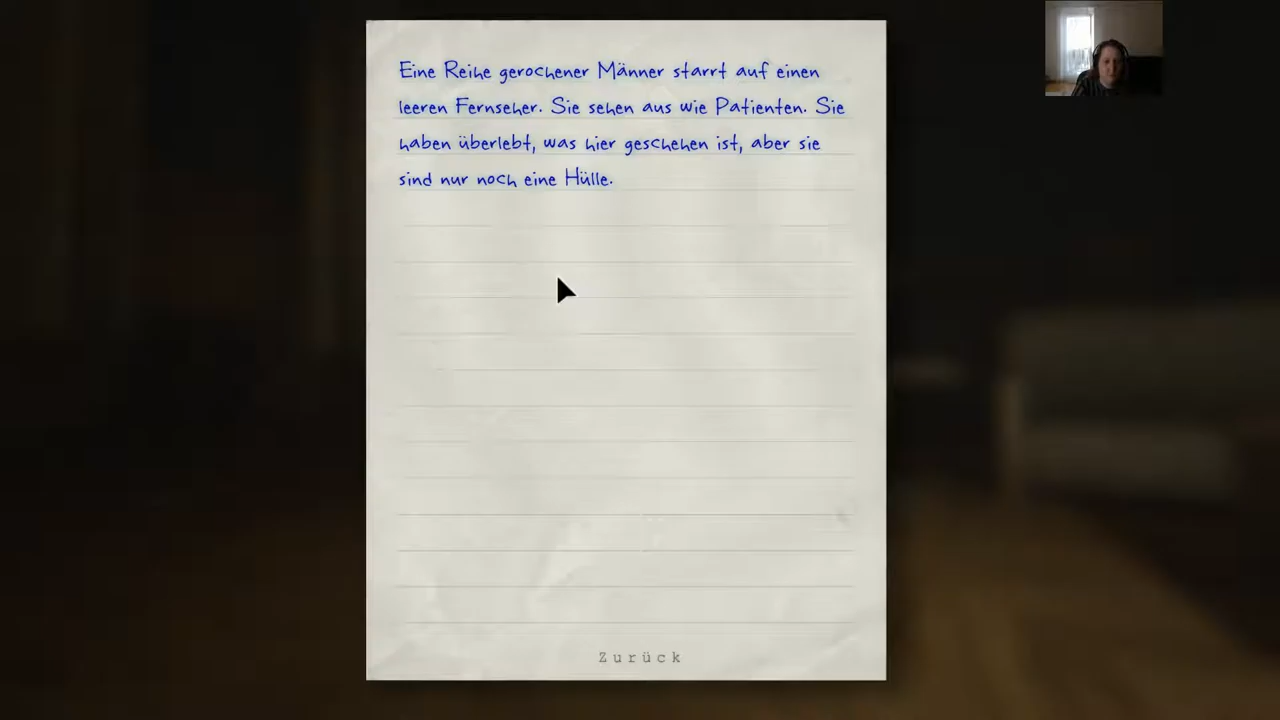 Eine Reihe gerochener Männer starrt auf einen
leeren Fernseher. Sie sehen aus wie Patienten. Sie
haben überlebt, was hier geschehen ist, aber sie
sind nur noch eine Hülle.
Zurück